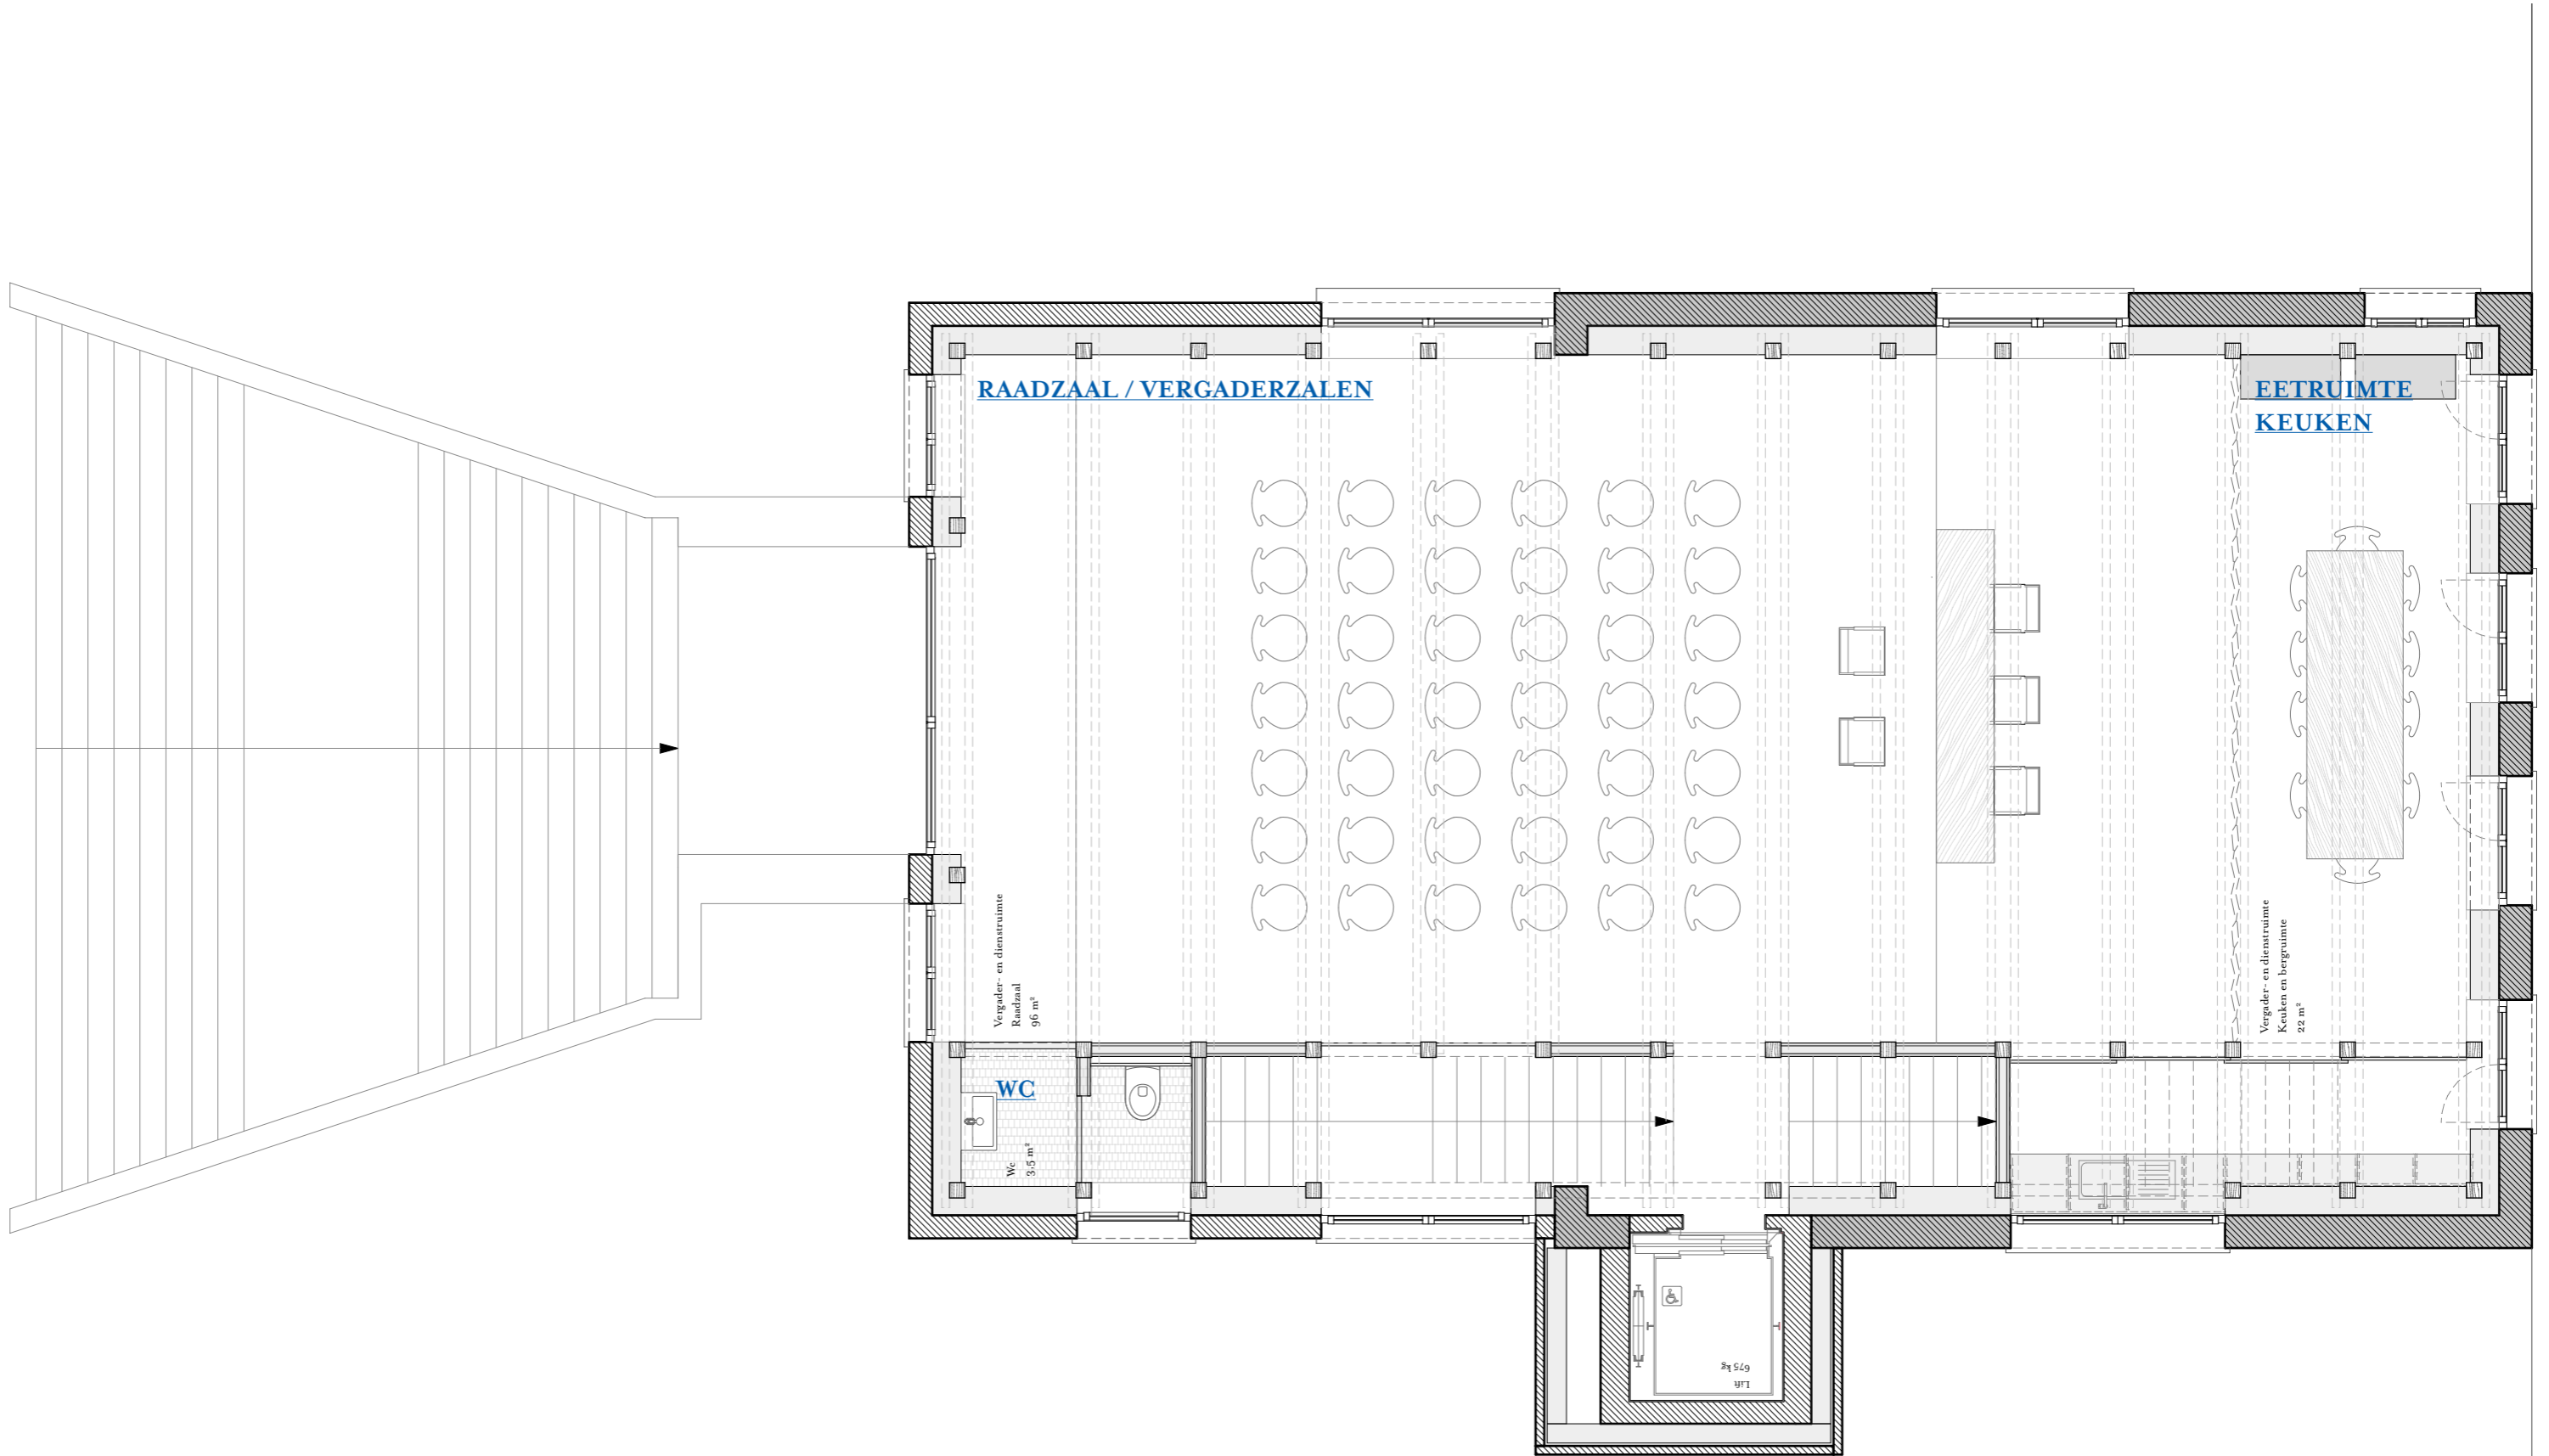 RAADZAAL / VERGADERZALEN
EETRUIMTE
KEUKEN
Vergader- en dienstruimte
Raadzaal
96 m²
Vergader- en dienstruimte
Keuken en bergruimte
22 m²
WC
Wc
3.5 m²
Lift
675 kg